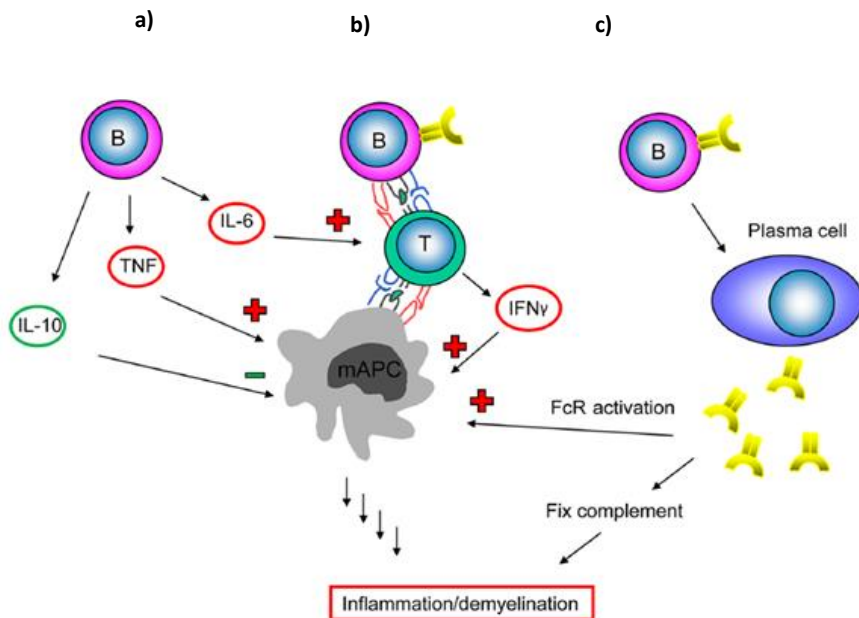 a)
b)
c)
B
B
B
IL-6
+
T
Plasma cell
TNF
IFNγ
IL-10
+
+
–
mAPC
+
FcR activation
Fix complement
Inflammation/demyelination